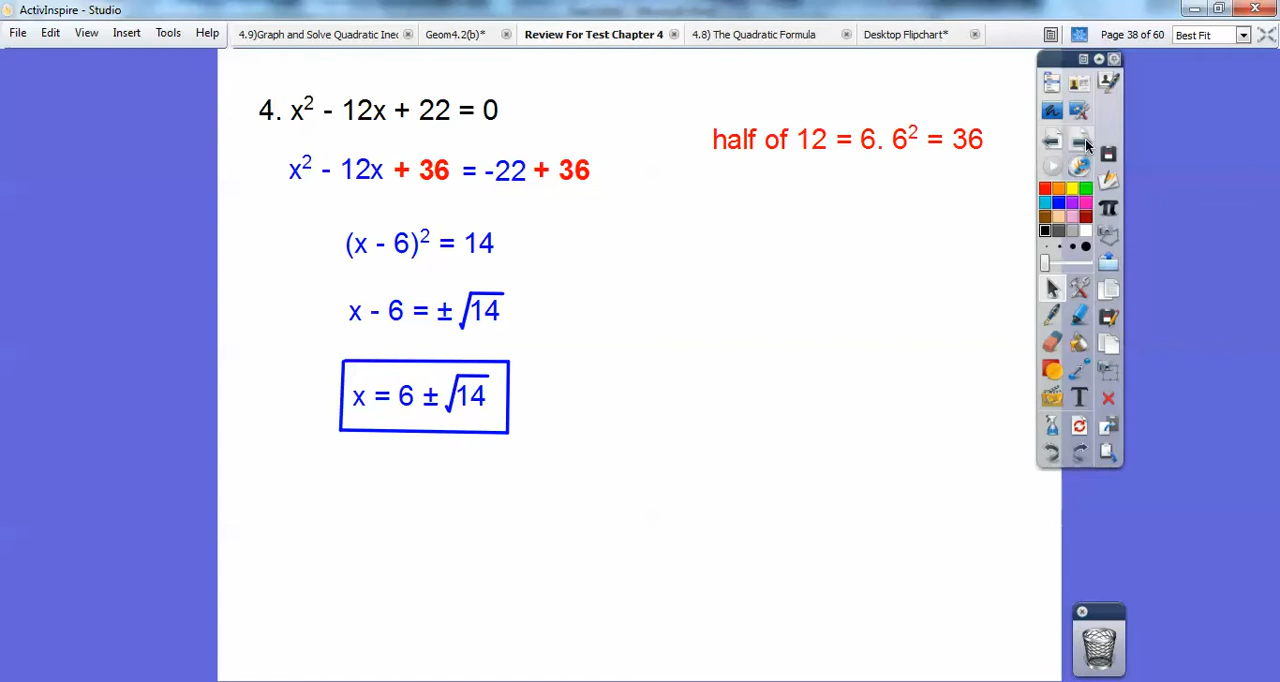 ActivInspire - Studio
File Edit View Insert Tools Help
4.9)Graph and Solve Quadratic Ineq
Geom4.2(b)*
Review For Test Chapter 4
4.8) The Quadratic Formula
Desktop Flipchart*
Page 38 of 60
Best Fit
4. x² - 12x + 22 = 0
half of 12 = 6. 6² = 36
x² - 12x + 36 = -22 + 36
(x - 6)² = 14
x - 6 = ± √14
x = 6 ± √14